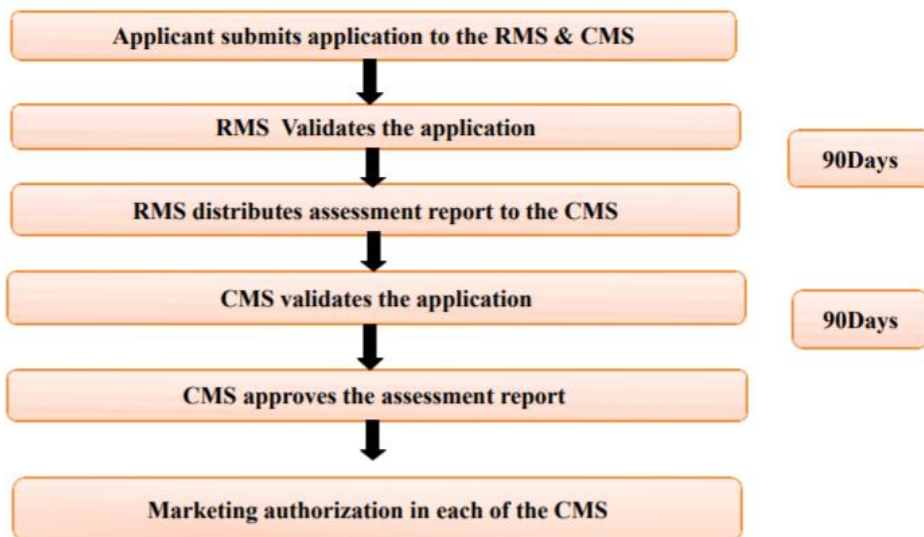 Applicant submits application to the RMS & CMS
RMS Validates the application
90Days
RMS distributes assessment report to the CMS
CMS validates the application
90Days
CMS approves the assessment report
Marketing authorization in each of the CMS